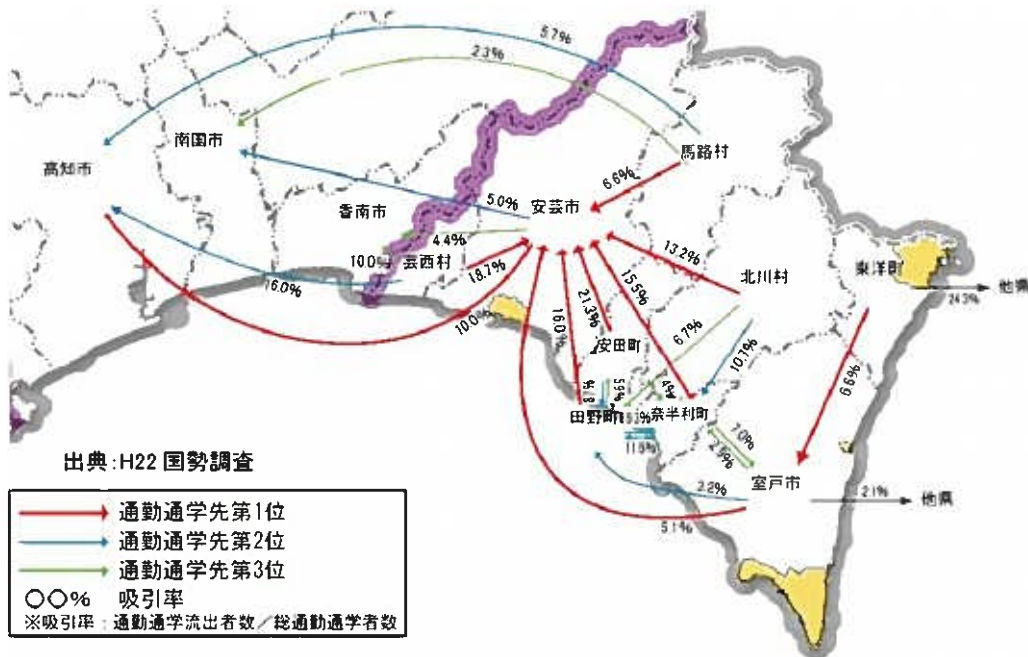 5.7%
2.3%
南国市
高知市
馬路村
6.6%
香南市
5.0%
安芸市
4.4%
13.2%
10.0%
芸西村
18.7%
北川村
東洋町
16.0%
15.5%
他県
24.3%
10.0%
16.0%
21.3%
安田町
6.7%
10.7%
6.6%
田野町
奈半利町
11.6%
7.0%
2.5%
出典:H22 国勢調査
室戸市
2.2%
2.1%
他県
5.1%
通勤通学先第1位
通勤通学先第2位
通勤通学先第3位
○○% 吸引率
※吸引率:通勤通学流出者数/総通勤通学者数